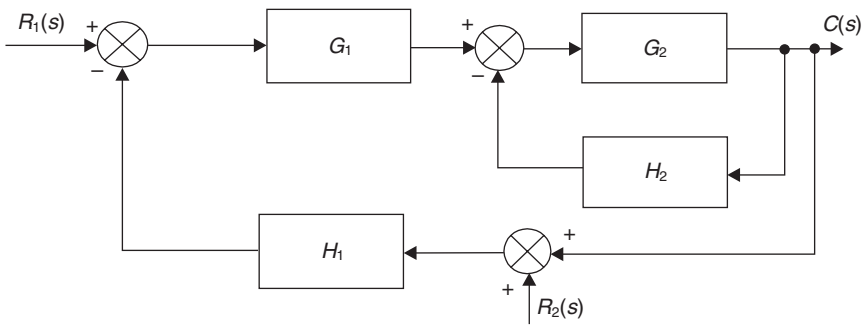 R₁(s)
+
−
G₁
+
−
G₂
C(s)
H₂
H₁
+
+
R₂(s)